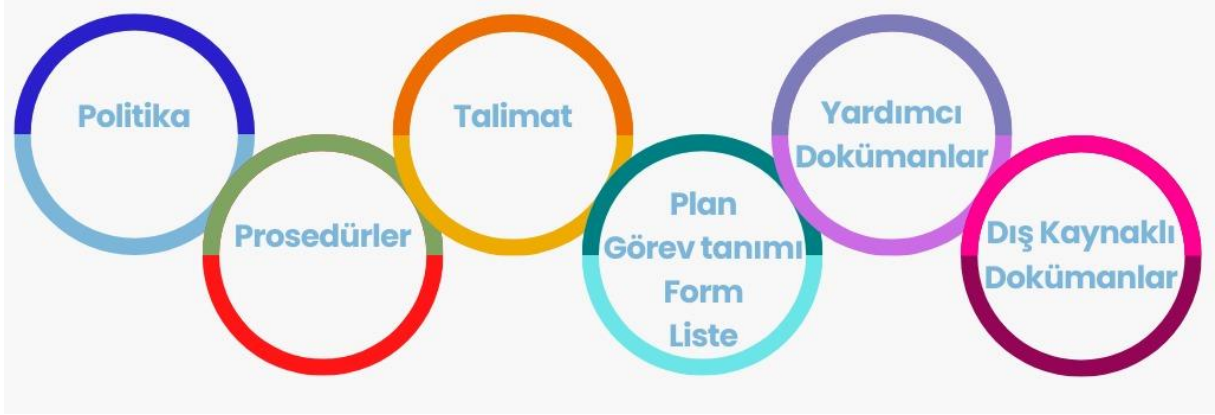 Politika
Prosedürler
Talimat
Plan
Görev tanımı
Form
Liste
Yardımcı
Dokümanlar
Dış Kaynaklı
Dokümanlar